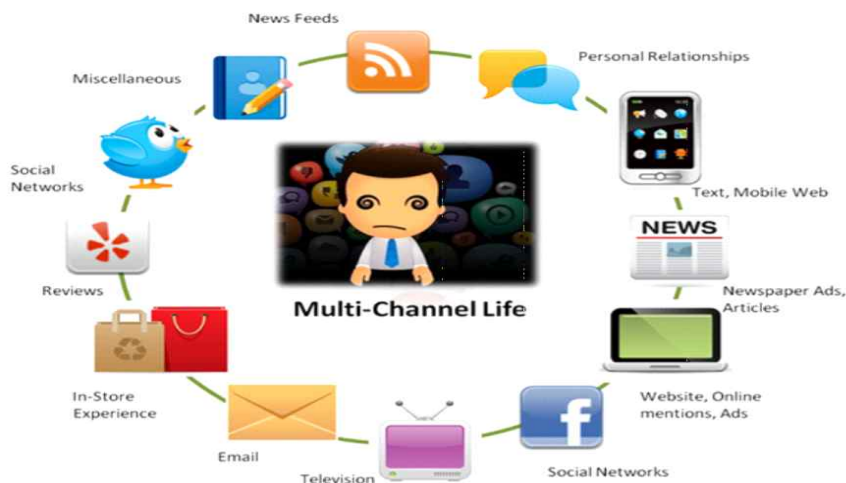 News Feeds
Personal Relationships
Miscellaneous
Social
Networks
Text, Mobile Web
NEWS
Reviews
Newspaper Ads,
Articles
Multi-Channel Life
In-Store
Experience
Website, Online
mentions, Ads
Email
Television
Social Networks
f